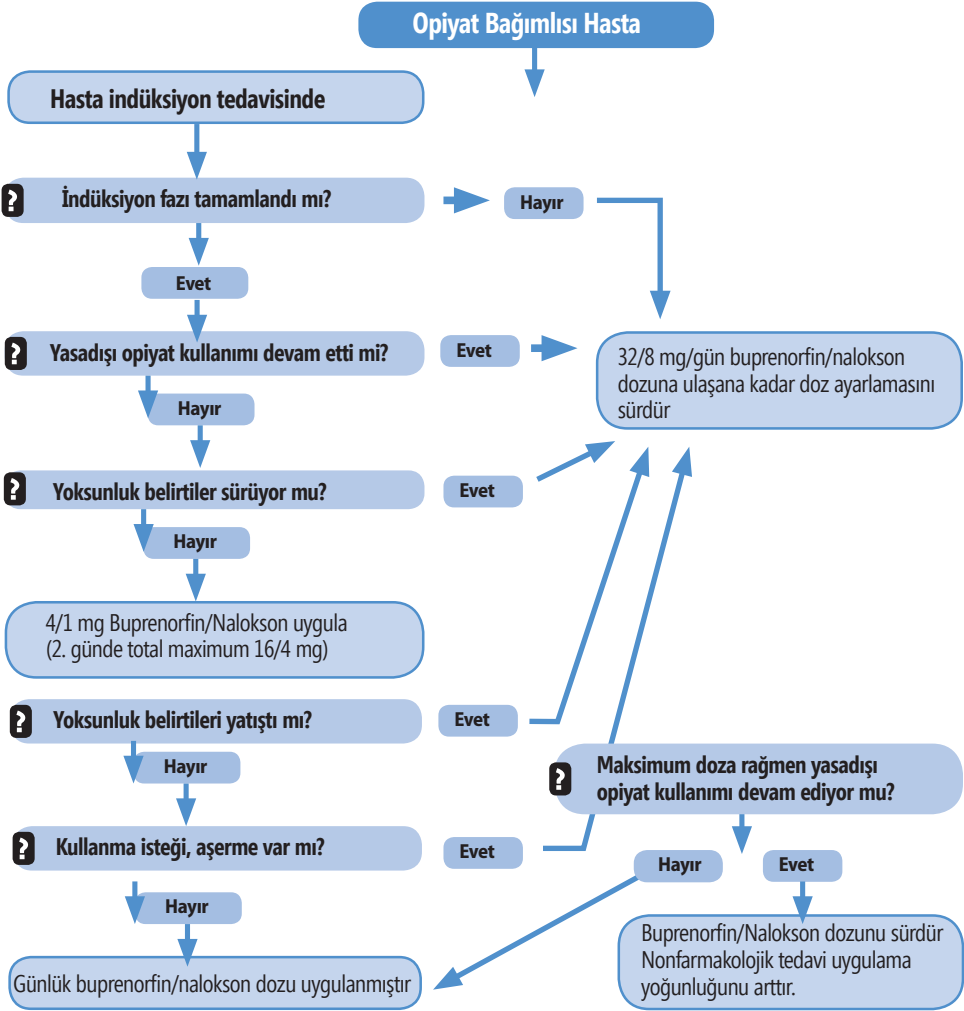 Opiyat Bağımlısı Hasta
Hasta indüksiyon tedavisinde
? İndüksiyon fazı tamamlandı mı?
Hayır
Evet
? Yasadışı opiyat kullanımı devam etti mi?
Evet
32/8 mg/gün buprenorfin/nalokson
dozuna ulaşana kadar doz ayarlamasını
sürdür
Hayır
? Yoksunluk belirtiler sürüyor mu?
Evet
Hayır
4/1 mg Buprenorfin/Nalokson uygula
(2. günde total maximum 16/4 mg)
? Yoksunluk belirtileri yatıştı mı?
Evet
Hayır
? Maksimum doza rağmen yasadışı
opiyat kullanımı devam ediyor mu?
? Kullanma isteği, aşerme var mı?
Evet
Hayır
Evet
Hayır
Buprenorfin/Nalokson dozunu sürdür
Nonfarmakolojik tedavi uygulama
yoğunluğunu arttır.
Günlük buprenorfin/nalokson dozu uygulanmıştır